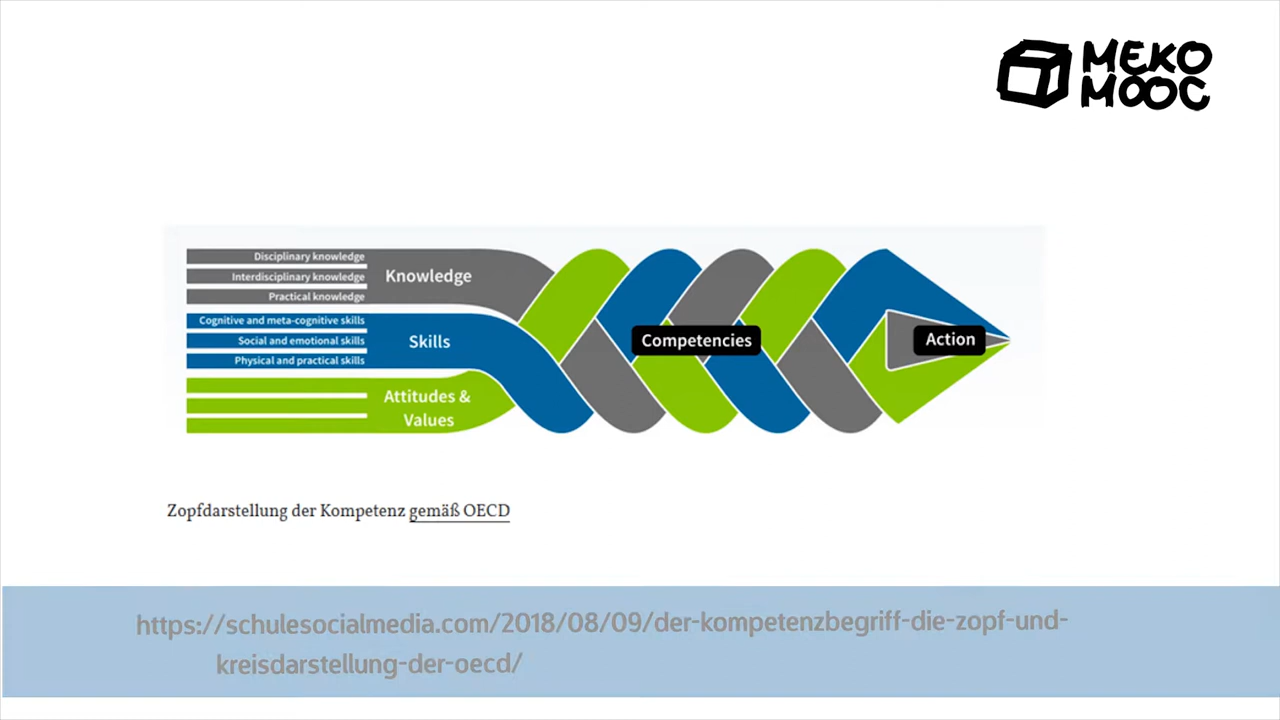 MEKO
MOOC
Disciplinary knowledge
Interdisciplinary knowledge
Practical knowledge
Knowledge
Cognitive and meta-cognitive skills
Social and emotional skills
Physical and practical skills
Skills
Attitudes &
Values
Competencies
Action
Zopfdarstellung der Kompetenz gemäß OECD
https://schulesocialmedia.com/2018/08/09/der-kompetenzbegriff-die-zopf-und-
kreisdarstellung-der-oecd/